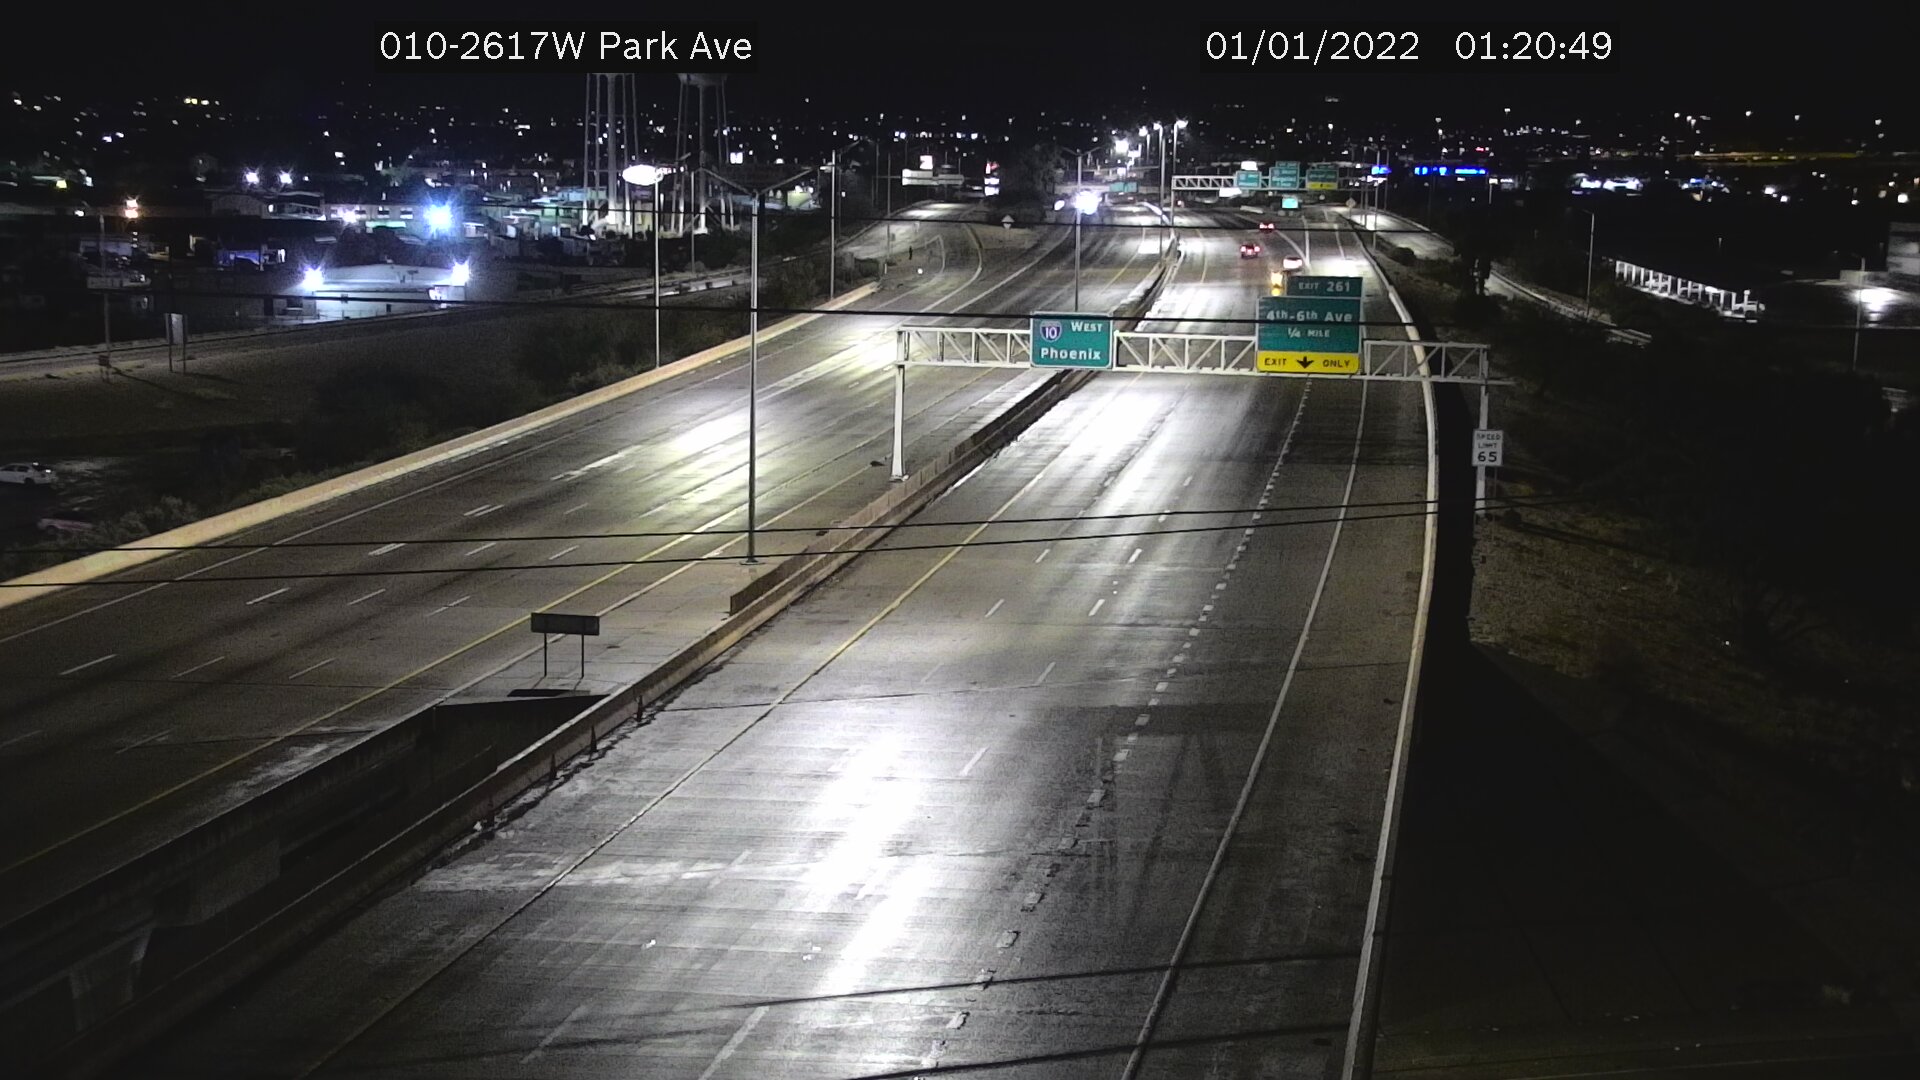 010-2617W Park Ave
01/01/2022 01:20:49
EXIT 261
4th-6th Ave
1/4 MILE
EXIT ONLY
10 WEST
Phoenix
SPEED
LIMIT
65